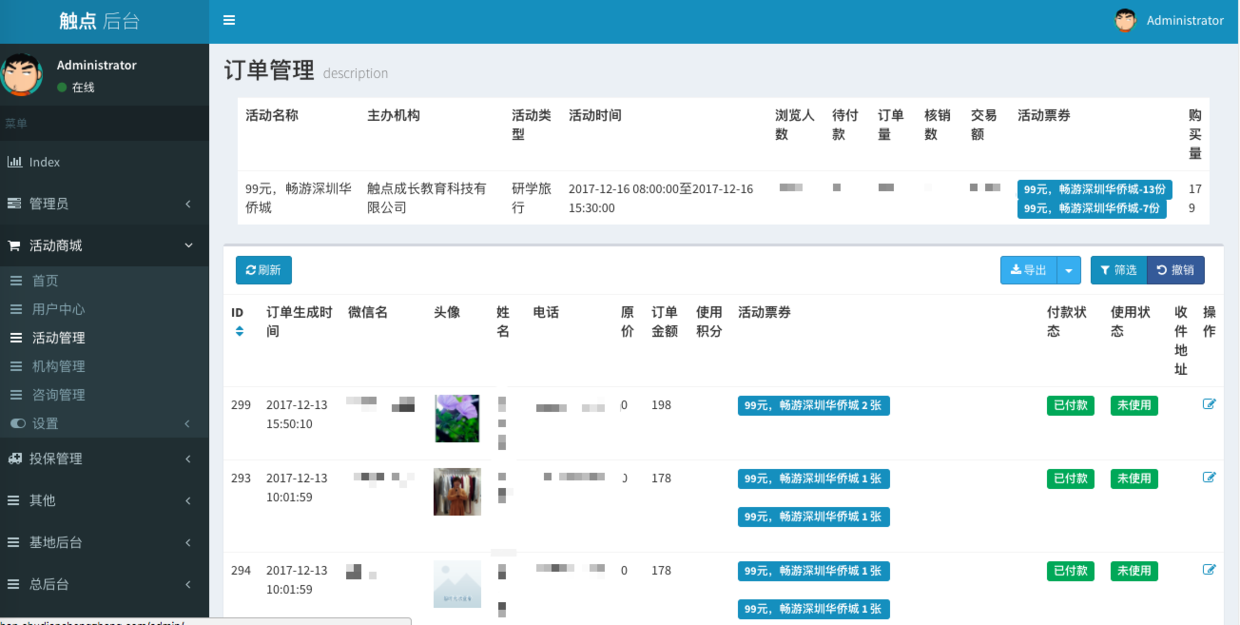 触点 后台
Administrator
Administrator
在线
菜单
Index
管理员
活动商城
首页
用户中心
活动管理
机构管理
咨询管理
设置
投保管理
其他
基地后台
总后台
订单管理 description
活动名称 主办机构 活动类型 活动时间 浏览人数 待付款 订单量 核销数 交易额 活动票券 购买量
99元，畅游深圳华侨城 触点成长教育科技有限公司 研学旅行 2017-12-16 08:00:00至2017-12-16 15:30:00 99元，畅游深圳华侨城-13份 179
99元，畅游深圳华侨城-7份
刷新 导出 筛选 撤销
ID 订单生成时间 微信名 头像 姓名 电话 原价 订单金额 使用积分 活动票券 付款状态 使用状态 收件地址 操作
299 2017-12-13 15:50:10 0 198 99元，畅游深圳华侨城 2 张 已付款 未使用
293 2017-12-13 10:01:59 178 99元，畅游深圳华侨城 1 张 已付款 未使用
99元，畅游深圳华侨城 1 张
294 2017-12-13 10:01:59 0 178 99元，畅游深圳华侨城 1 张 已付款 未使用
99元，畅游深圳华侨城 1 张